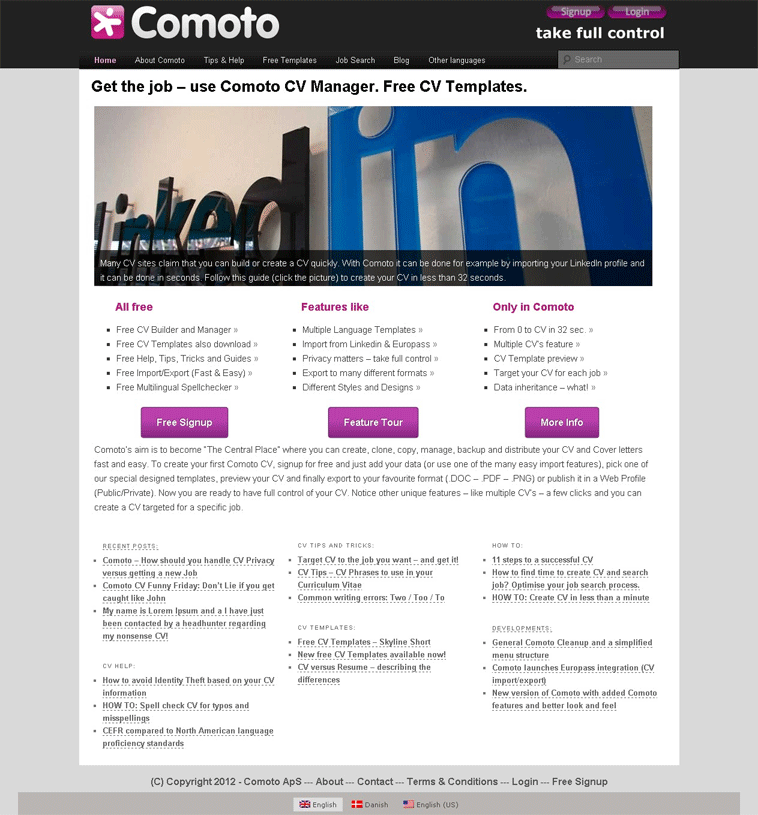 Comoto
Signup Login
take full control
Home About Comoto Tips & Help Free Templates Job Search Blog Other languages Search
Get the job – use Comoto CV Manager. Free CV Templates.
Linked in
Many CV sites claim that you can build or create a CV quickly. With Comoto it can be done for example by importing your LinkedIn profile and
it can be done in seconds. Follow this guide (click the picture) to create your CV in less than 32 seconds.
All free
Free CV Builder and Manager »
Free CV Templates also download »
Free Help, Tips, Tricks and Guides »
Free Import/Export (Fast & Easy) »
Free Multilingual Spellchecker »
Free Signup
Features like
Multiple Language Templates »
Import from Linkedin & Europass »
Privacy matters – take full control »
Export to many different formats »
Different Styles and Designs »
Feature Tour
Only in Comoto
From 0 to CV in 32 sec. »
Multiple CV's feature »
CV Template preview »
Target your CV for each job »
Data inheritance – what! »
More Info
Comoto's aim is to become "The Central Place" where you can create, clone, copy, manage, backup and distribute your CV and Cover letters
fast and easy. To create your first Comoto CV, signup for free and just add your data (or use one of the many easy import features), pick one of
our special designed templates, preview your CV and finally export to your favourite format (.DOC – .PDF – .PNG) or publish it in a Web Profile
(Public/Private). Now you are ready to have full control of your CV. Notice other unique features – like multiple CV's – a few clicks and you can
create a CV targeted for a specific job.
RECENT POSTS:
Comoto – How should you handle CV Privacy
versus getting a new Job
Comoto CV Funny Friday: Don't Lie if you get
caught like John
My name is Lorem Ipsum and a I have just
been contacted by a headhunter regarding
my nonsense CV!
CV HELP:
How to avoid Identity Theft based on your CV
information
HOW TO: Spell check CV for typos and
misspellings
CEFR compared to North American language
proficiency standards
CV TIPS AND TRICKS:
Target CV to the job you want – and get it!
CV Tips – CV Phrases to use in your
Curriculum Vitae
Common writing errors: Two / Too / To
CV TEMPLATES:
Free CV Templates – Skyline Short
New free CV Templates available now!
CV versus Resume – describing the
differences
HOW TO:
11 steps to a successful CV
How to find time to create CV and search
job? Optimise your job search process.
HOW TO: Create CV in less than a minute
DEVELOPMENTS:
General Comoto Cleanup and a simplified
menu structure
Comoto launches Europass integration (CV
import/export)
New version of Comoto with added Comoto
features and better look and feel
(C) Copyright 2012 - Comoto ApS --- About --- Contact --- Terms & Conditions --- Login --- Free Signup
English Danish English (US)